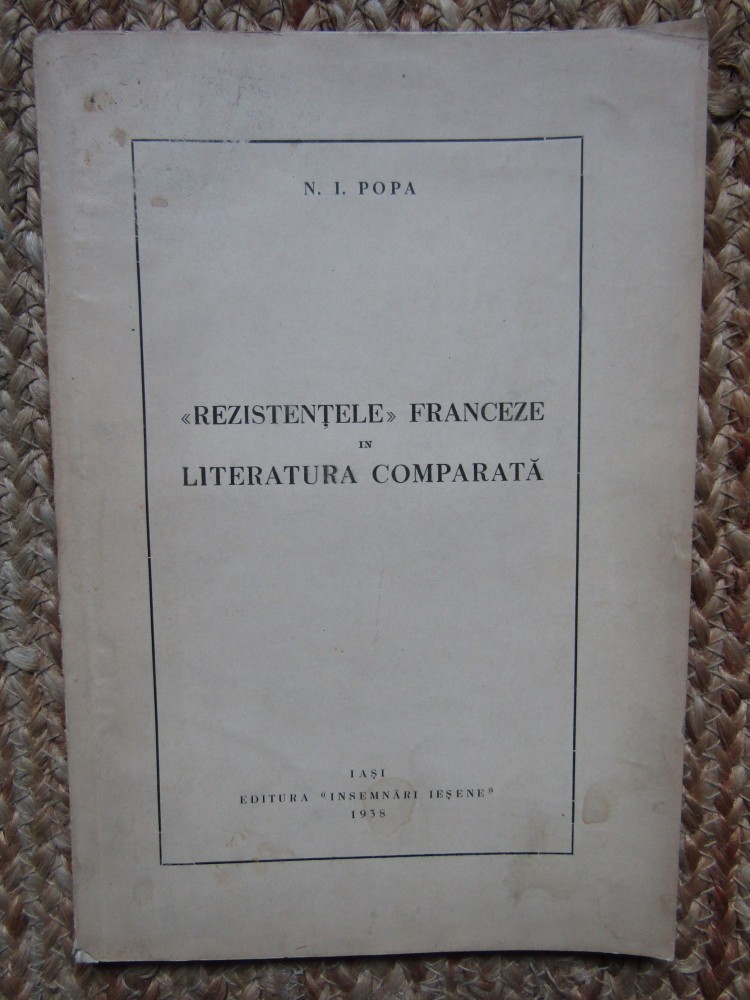 N. I. POPA
«REZISTENȚELE» FRANCEZE
IN
LITERATURA COMPARATĂ
IAȘI
EDITURA “INSEMNĂRI IEȘENE”
1938